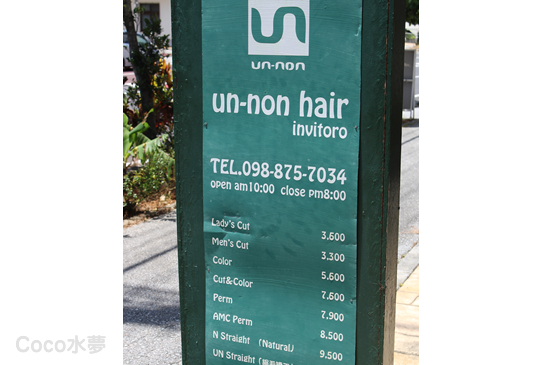 un
un-non
un-non hair
invitoro
TEL.098-875-7034
open am10:00 close pm8:00
Lady's Cut 3.600
Men's Cut 3.300
Color 5.600
Cut&Color 7.600
Perm 7.900
AMC Perm 8.500
N Straight (Natural) 9.500
UN Straight
Coco水夢